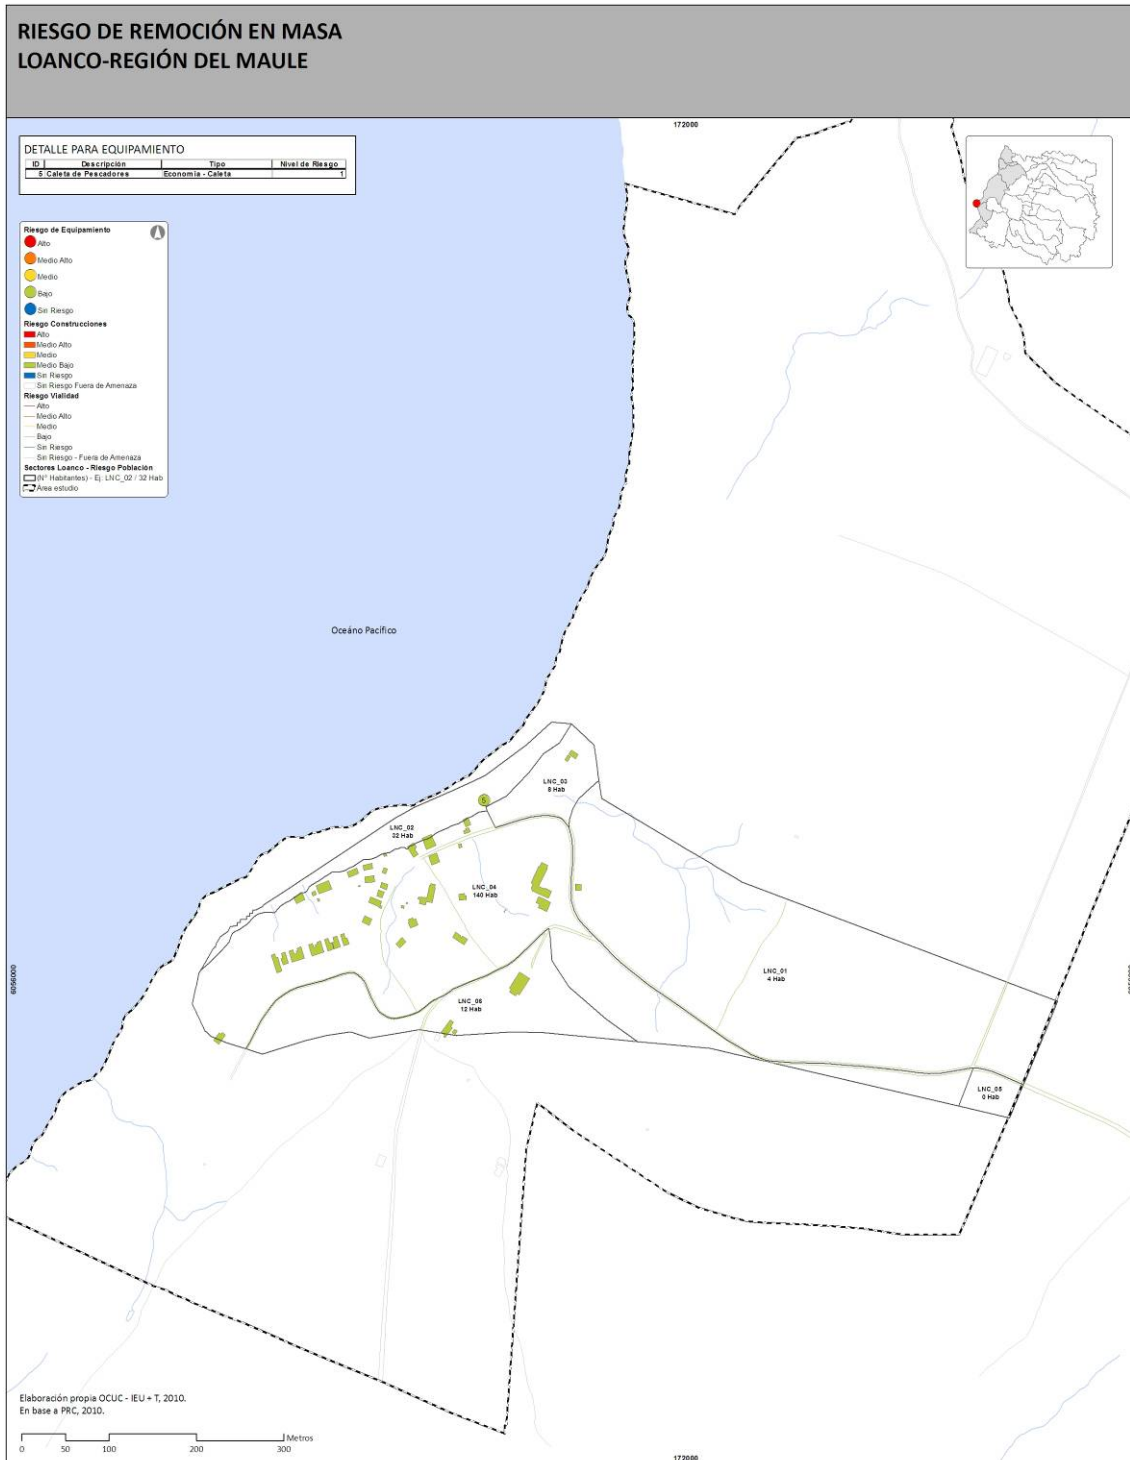 RIESGO DE REMOCIÓN EN MASA
LOANCO-REGIÓN DEL MAULE
172000
DETALLE PARA EQUIPAMIENTO
ID Descripción Tipo Nivel de Riesgo
5 Caleta de Pescadores Economia - Caleta 1
Riesgo de Equipamiento
Alto
Medio Alto
Medio
Bajo
Sin Riesgo
Riesgo Construcciones
Alto
Medio Alto
Medio
Medio Bajo
Sin Riesgo
Sin Riesgo Fuera de Amenaza
Riesgo Vialidad
Alto
Medio Alto
Medio
Bajo
Sin Riesgo
Sin Riesgo - Fuera de Amenaza
Sectores Loanco - Riesgo Población
(N° Habitantes) - Ej. LNC_02 / 32 Hab
Área estudio
Oceáno Pacífico
LNC_03
8 Hab
5
LNC_02
32 Hab
LNC_04
140 Hab
LNC_01
4 Hab
6056000
LNC_06
12 Hab
LNC_05
0 Hab
Elaboración propia OCUC - IEU + T, 2010.
En base a PRC, 2010.
Metros
0 50 100 200 300
172000